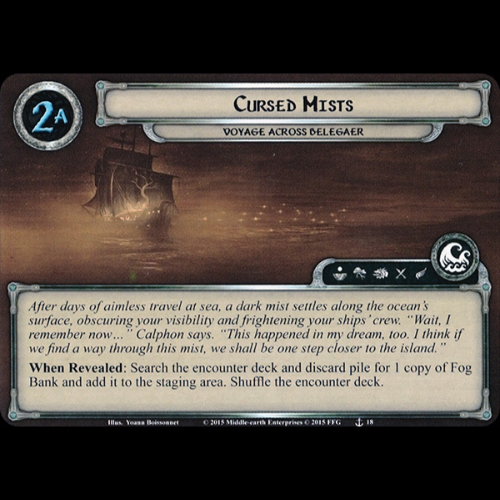 2A
CURSED MISTS
VOYAGE ACROSS BELEGAER
After days of aimless travel at sea, a dark mist settles along the ocean's
surface, obscuring your visibility and frightening your ships' crew. "Wait, I
remember now..." Calphon says. "This happened in my dream, too. I think if
we find a way through this mist, we shall be one step closer to the island."
When Revealed: Search the encounter deck and discard pile for 1 copy of Fog
Bank and add it to the staging area. Shuffle the encounter deck.
Illus. Yoann Boissonnet © 2015 Middle-earth Enterprises © 2015 FFG 18